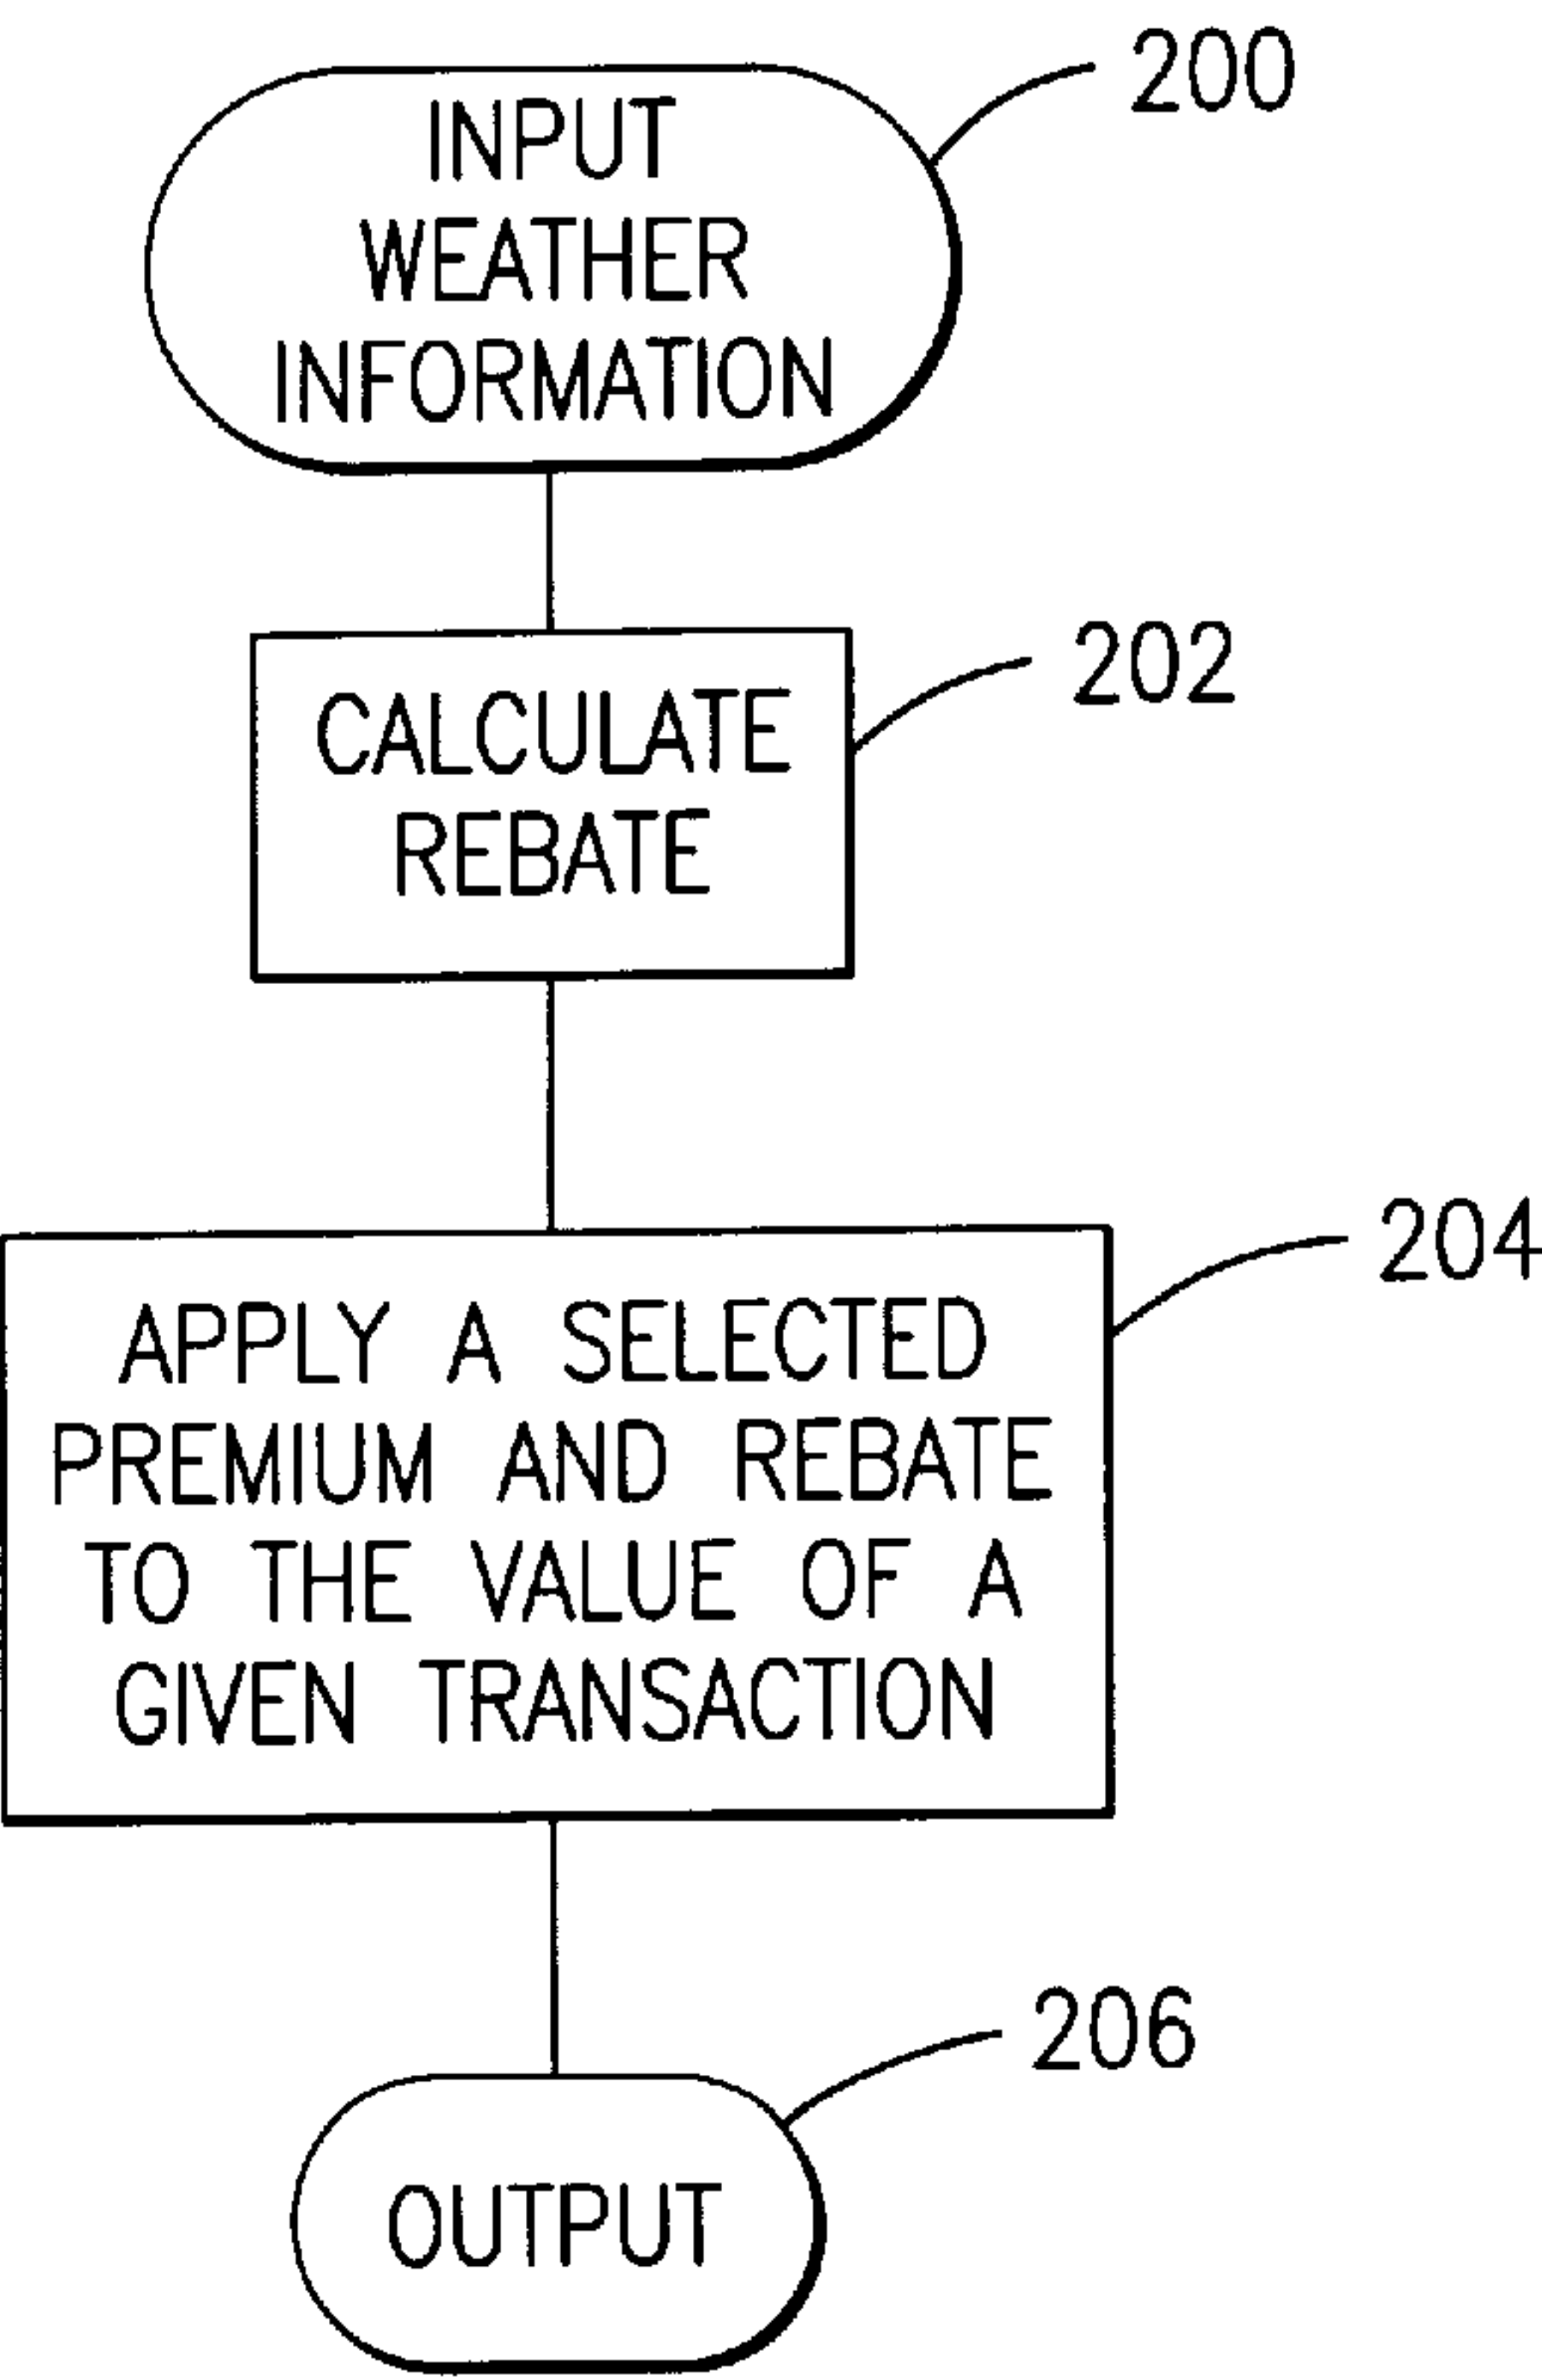 200
INPUT
WEATHER
INFORMATION
202
CALCULATE
REBATE
204
APPLY A SELECTED
PREMIUM AND REBATE
TO THE VALUE OF A
GIVEN TRANSACTION
206
OUTPUT